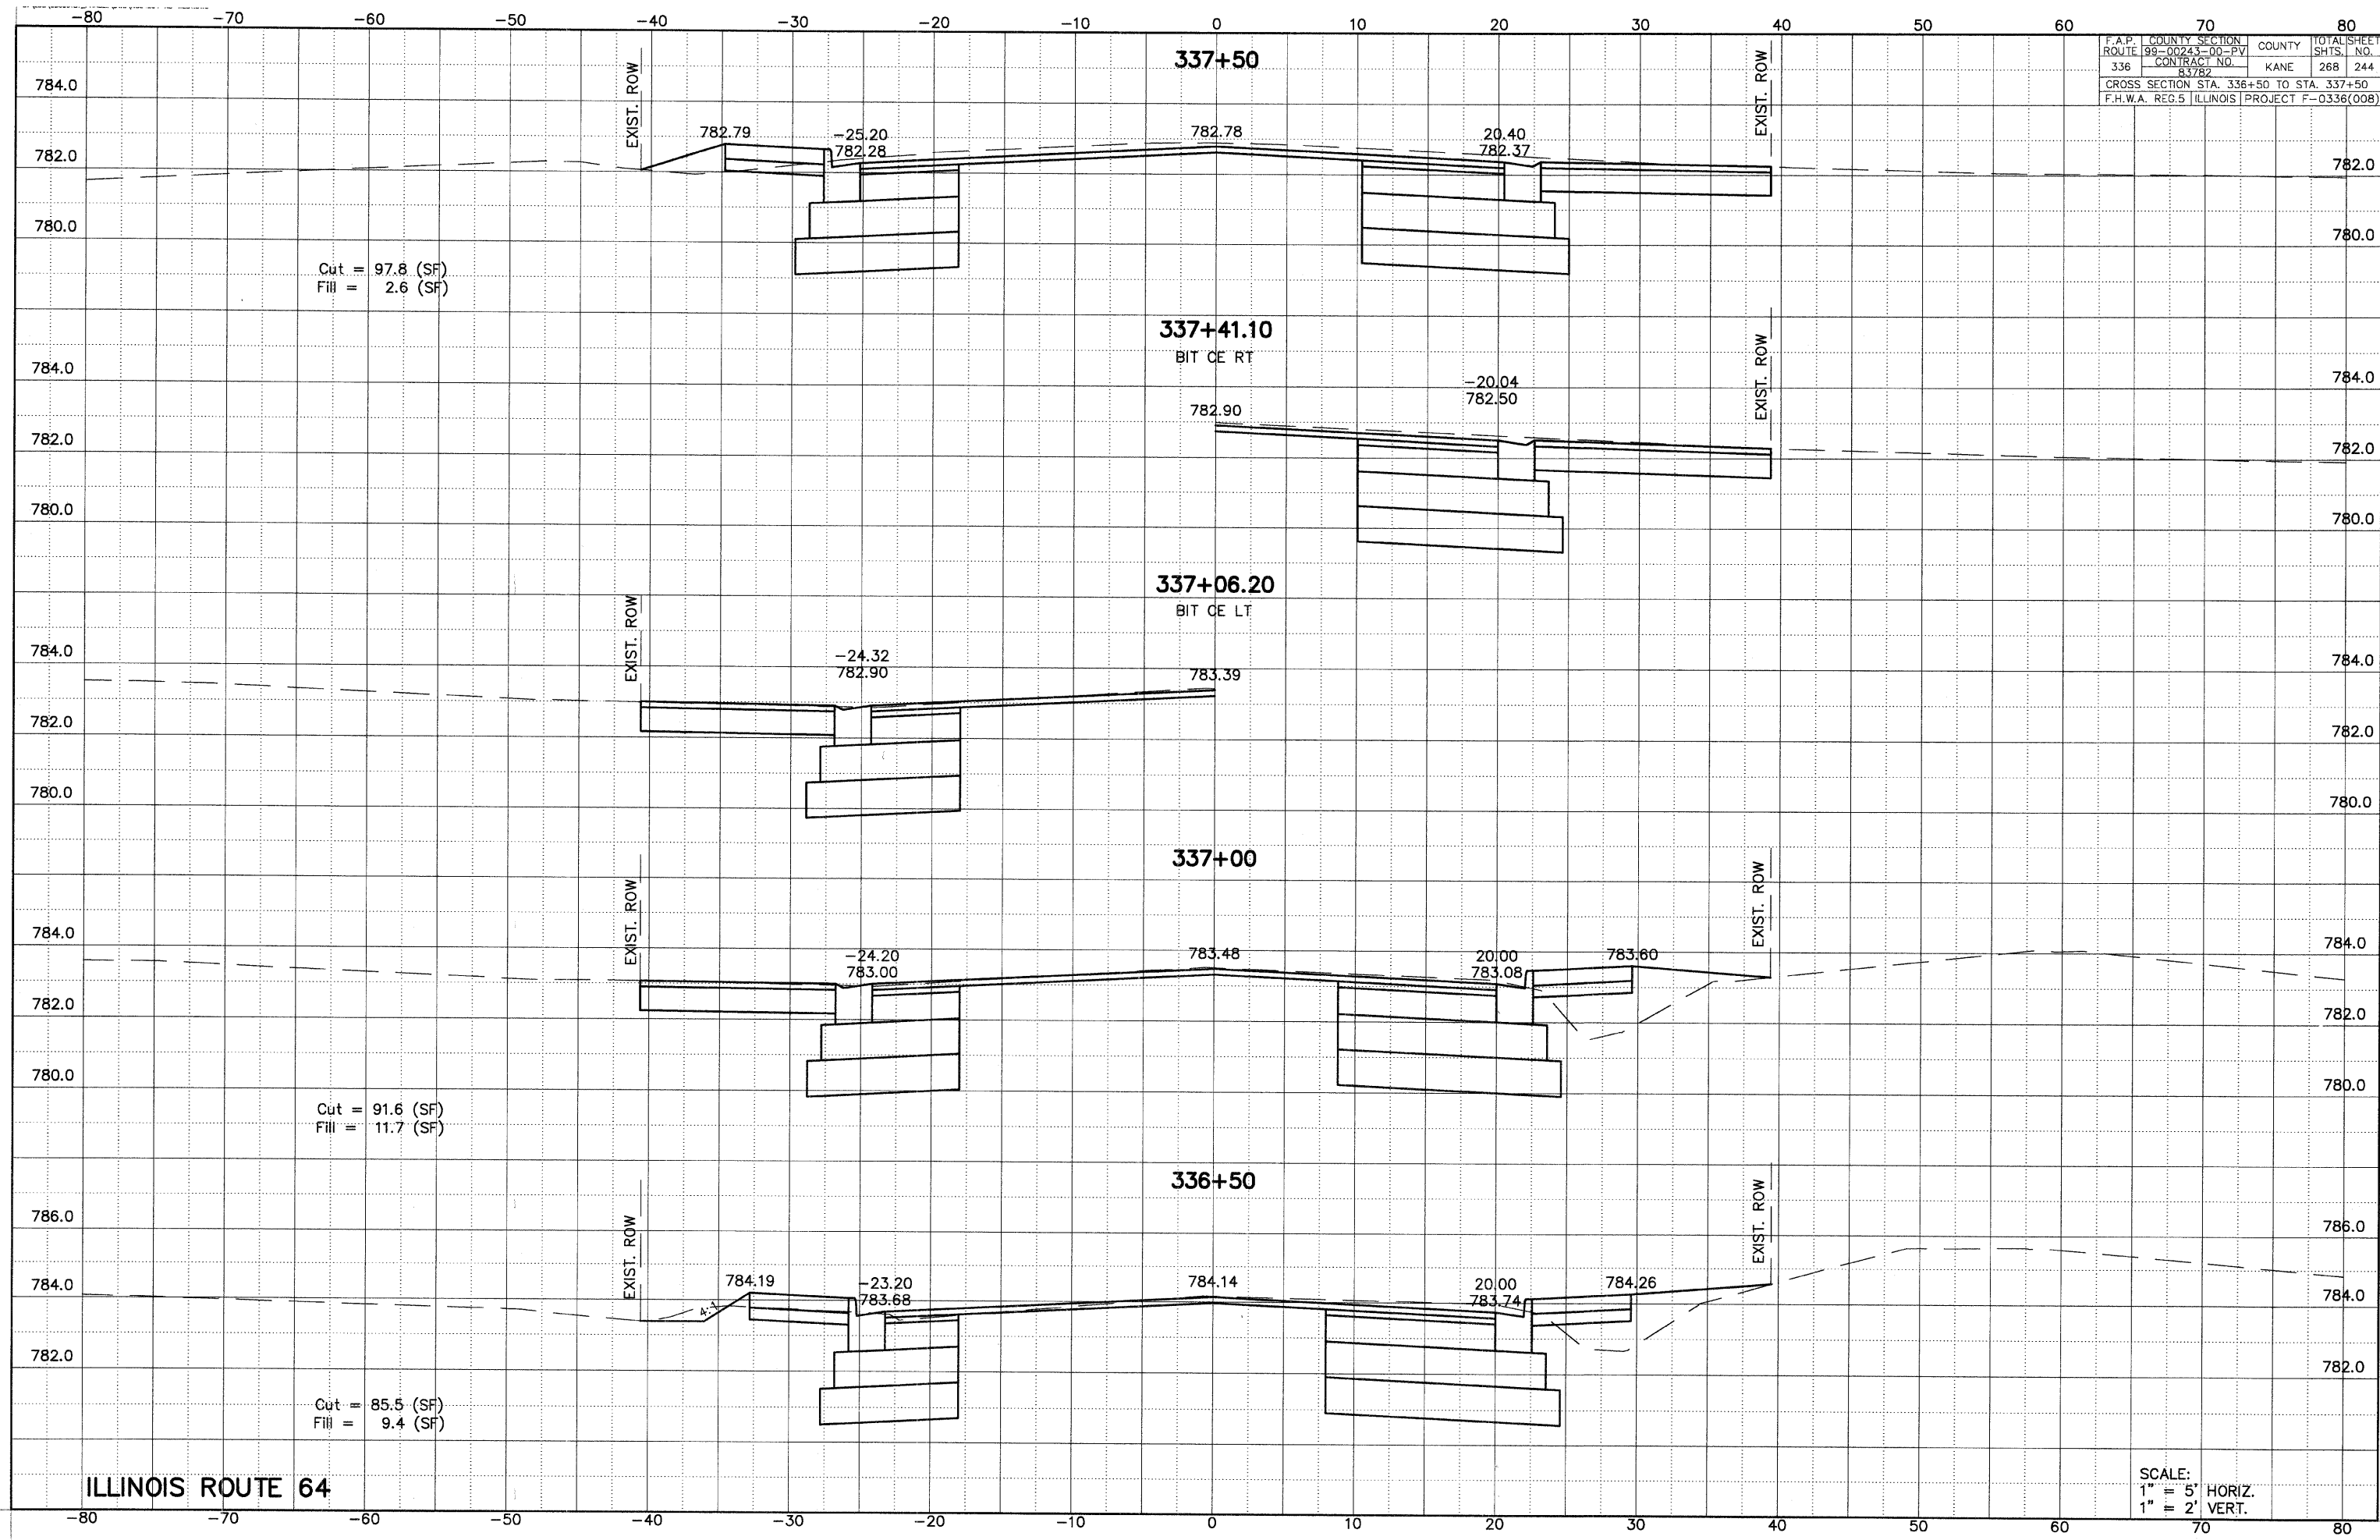 -80 -70 -60 -50 -40 -30 -20 -10 0 10 20 30 40 50 60 70 80
F.A.P. ROUTE COUNTY SECTION COUNTY TOTAL SHTS. SHEET NO.
99-00243-00-PV
336 CONTRACT NO. 83782 KANE 268 244
CROSS SECTION STA. 336+50 TO STA. 337+50
F.H.W.A. REG.5 ILLINOIS PROJECT F-0336(008)
337+50
EXIST. ROW
EXIST. ROW
784.0
782.79 -25.20 782.78 20.40
782.28 782.37
782.0 782.0
780.0 780.0
Cut = 97.8 (SF)
Fill = 2.6 (SF)
337+41.10
BIT CE RT
EXIST. ROW
784.0 784.0
-20.04
782.90 782.50
782.0 782.0
780.0 780.0
337+06.20
BIT CE LT
EXIST. ROW
784.0 784.0
-24.32
782.90 783.39
782.0 782.0
780.0 780.0
337+00
EXIST. ROW
EXIST. ROW
784.0 784.0
-24.20 783.48 20.00 783.60
783.00 783.08
782.0 782.0
780.0 780.0
Cut = 91.6 (SF)
Fill = 11.7 (SF)
336+50
EXIST. ROW
EXIST. ROW
786.0 786.0
784.0 784.0
784.19 -23.20 784.14 20.00 784.26
4:1 783.68 783.74
782.0 782.0
Cut = 85.5 (SF)
Fill = 9.4 (SF)
ILLINOIS ROUTE 64
SCALE:
1" = 5' HORIZ.
1" = 2' VERT.
-80 -70 -60 -50 -40 -30 -20 -10 0 10 20 30 40 50 60 70 80